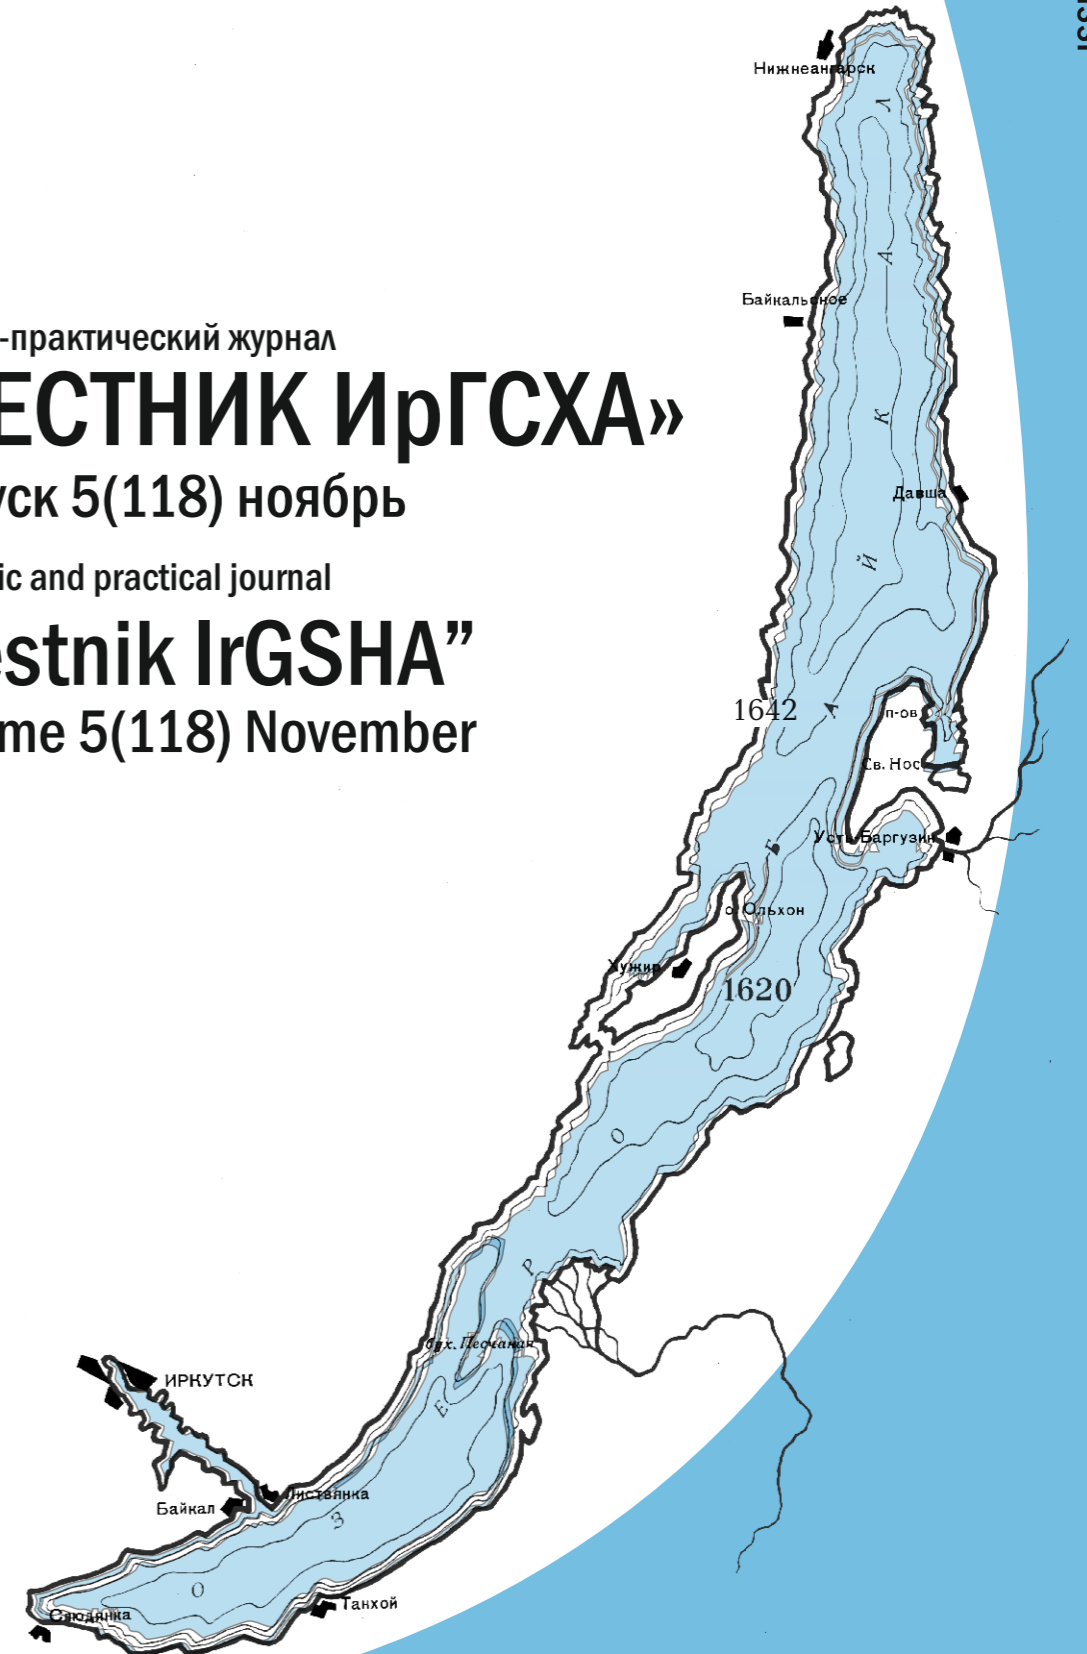 -практический журнал
ЕСТНИК ИрГСХА»
уск 5(118) ноябрь
ic and practical journal
estnik IrGSHA”
me 5(118) November
Нижнеангарск
Байкальское
Давша
1642
п-ов
Св. Нос
Усть-Баргузин
о. Ольхон
Хужир
1620
бух. Песчаная
ИРКУТСК
Листвянка
Байкал
Танхой
Слюдянка
О З Е Р О Б А Й К А Л